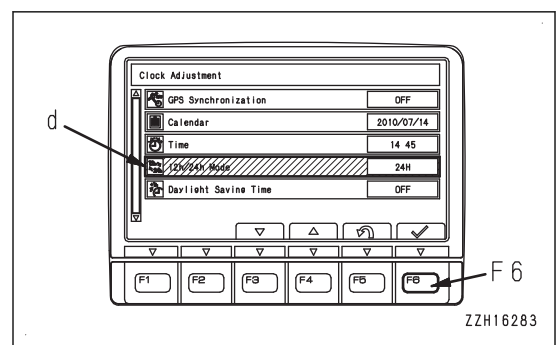 Clock Adjustment
GPS Synchronization OFF
Calendar 2010/07/14
d
Time 14 45
12h/24h Mode 24H
Daylight Saving Time OFF
F1 F2 F3 F4 F5 F6
F6
ZZH16283